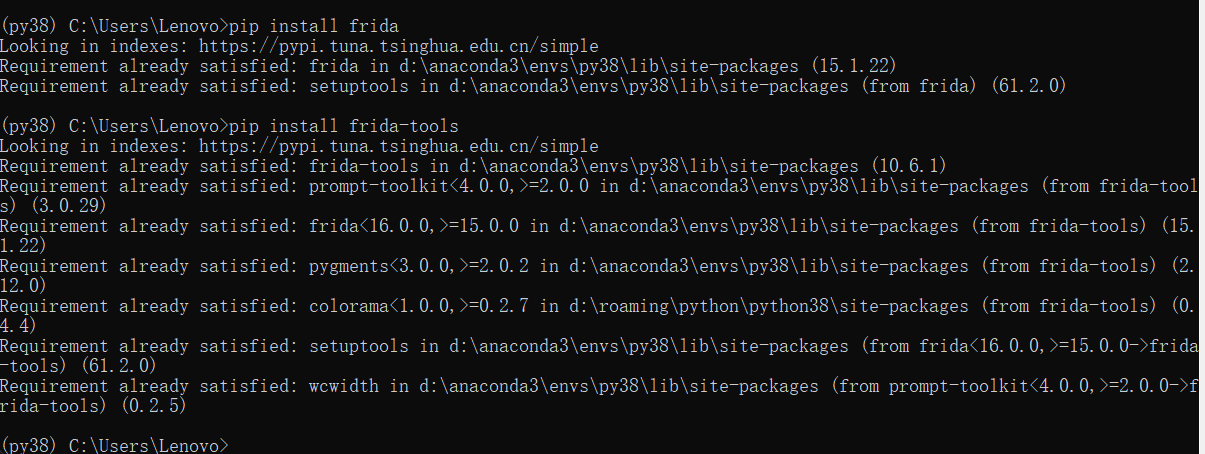 (py38) C:\Users\Lenovo>pip install frida
Looking in indexes: https://pypi.tuna.tsinghua.edu.cn/simple
Requirement already satisfied: frida in d:\anaconda3\envs\py38\lib\site-packages (15.1.22)
Requirement already satisfied: setuptools in d:\anaconda3\envs\py38\lib\site-packages (from frida) (61.2.0)
(py38) C:\Users\Lenovo>pip install frida-tools
Looking in indexes: https://pypi.tuna.tsinghua.edu.cn/simple
Requirement already satisfied: frida-tools in d:\anaconda3\envs\py38\lib\site-packages (10.6.1)
Requirement already satisfied: prompt-toolkit<4.0.0,>=2.0.0 in d:\anaconda3\envs\py38\lib\site-packages (from frida-tool
s) (3.0.29)
Requirement already satisfied: frida<16.0.0,>=15.0.0 in d:\anaconda3\envs\py38\lib\site-packages (from frida-tools) (15.
1.22)
Requirement already satisfied: pygments<3.0.0,>=2.0.2 in d:\anaconda3\envs\py38\lib\site-packages (from frida-tools) (2.
12.0)
Requirement already satisfied: colorama<1.0.0,>=0.2.7 in d:\roaming\python\python38\site-packages (from frida-tools) (0.
4.4)
Requirement already satisfied: setuptools in d:\anaconda3\envs\py38\lib\site-packages (from frida<16.0.0,>=15.0.0->frida
-tools) (61.2.0)
Requirement already satisfied: wcwidth in d:\anaconda3\envs\py38\lib\site-packages (from prompt-toolkit<4.0.0,>=2.0.0->f
rida-tools) (0.2.5)
(py38) C:\Users\Lenovo>